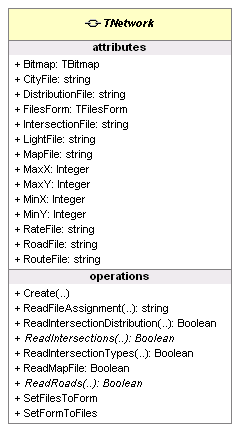 TNetwork
attributes
+ Bitmap: TBitmap
+ CityFile: string
+ DistributionFile: string
+ FilesForm: TFilesForm
+ IntersectionFile: string
+ LightFile: string
+ MapFile: string
+ MaxX: Integer
+ MaxY: Integer
+ MinX: Integer
+ MinY: Integer
+ RateFile: string
+ RoadFile: string
+ RouteFile: string
operations
+ Create(..)
+ ReadFileAssignment(..): string
+ ReadIntersectionDistribution(..): Boolean
+ ReadIntersections(..): Boolean
+ ReadIntersectionTypes(..): Boolean
+ ReadMapFile: Boolean
+ ReadRoads(..): Boolean
+ SetFilesToForm
+ SetFormToFiles